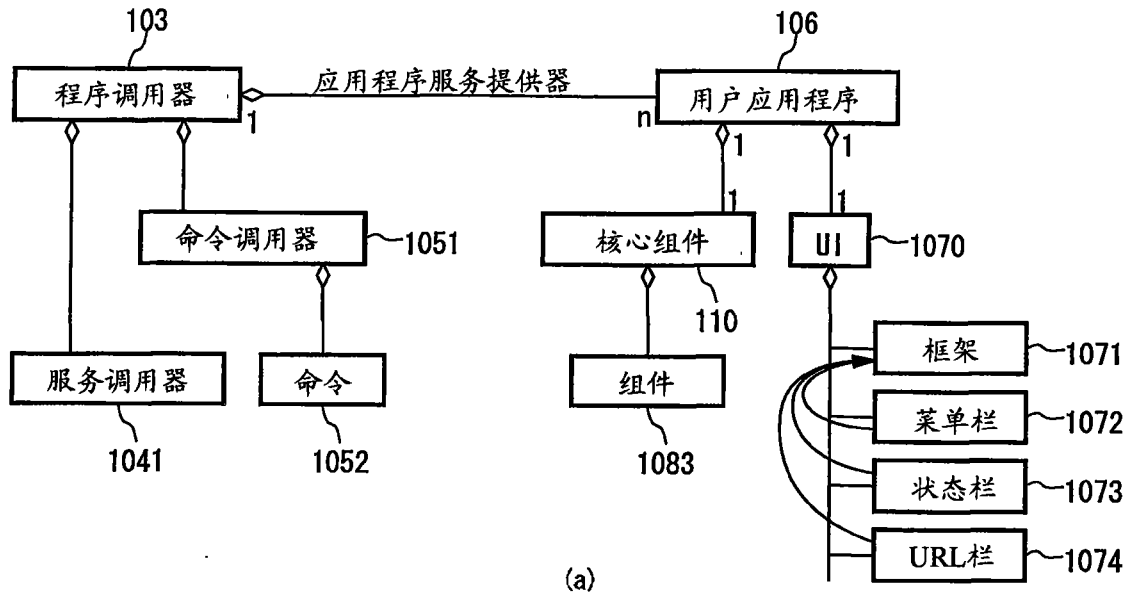 103
106
程序调用器
应用程序服务提供器
用户应用程序
1
n
1
1
1
1
命令调用器
1051
核心组件
UI
1070
110
框架
1071
服务调用器
命令
组件
菜单栏
1072
1041
1052
1083
状态栏
1073
URL栏
1074
(a)